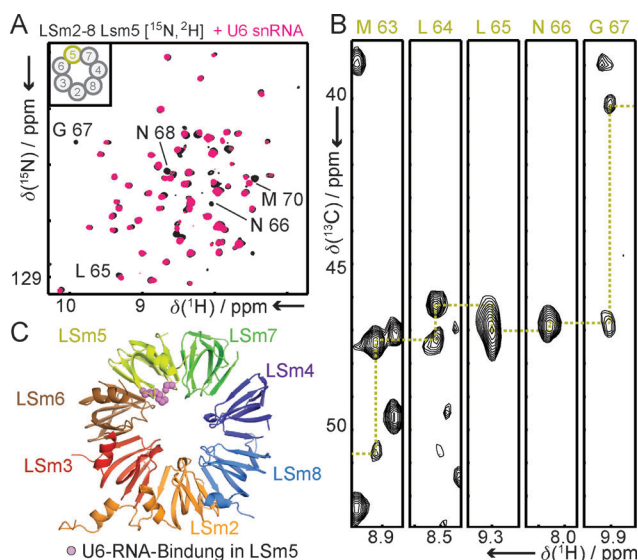 A LSm2-8 Lsm5 [¹⁵N,²H] + U6 snRNA
5 7
6 4
3 8
2
G 67
N 68
M 70
N 66
L 65
δ(¹⁵N) / ppm
129
10 9 δ(¹H) / ppm
B M 63 L 64 L 65 N 66 G 67
40
δ(¹³C) / ppm
45
50
8.9 8.5 9.3 8.0 9.9
δ(¹H) / ppm
C
LSm5 LSm7
LSm6 LSm4
LSm3 LSm8
LSm2
U6-RNA-Bindung in LSm5